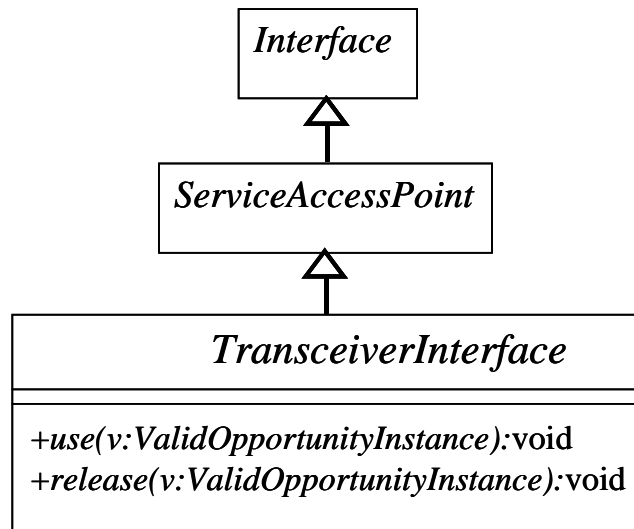 Interface
ServiceAccessPoint
TransceiverInterface
+use(v:ValidOpportunityInstance):void
+release(v:ValidOpportunityInstance):void